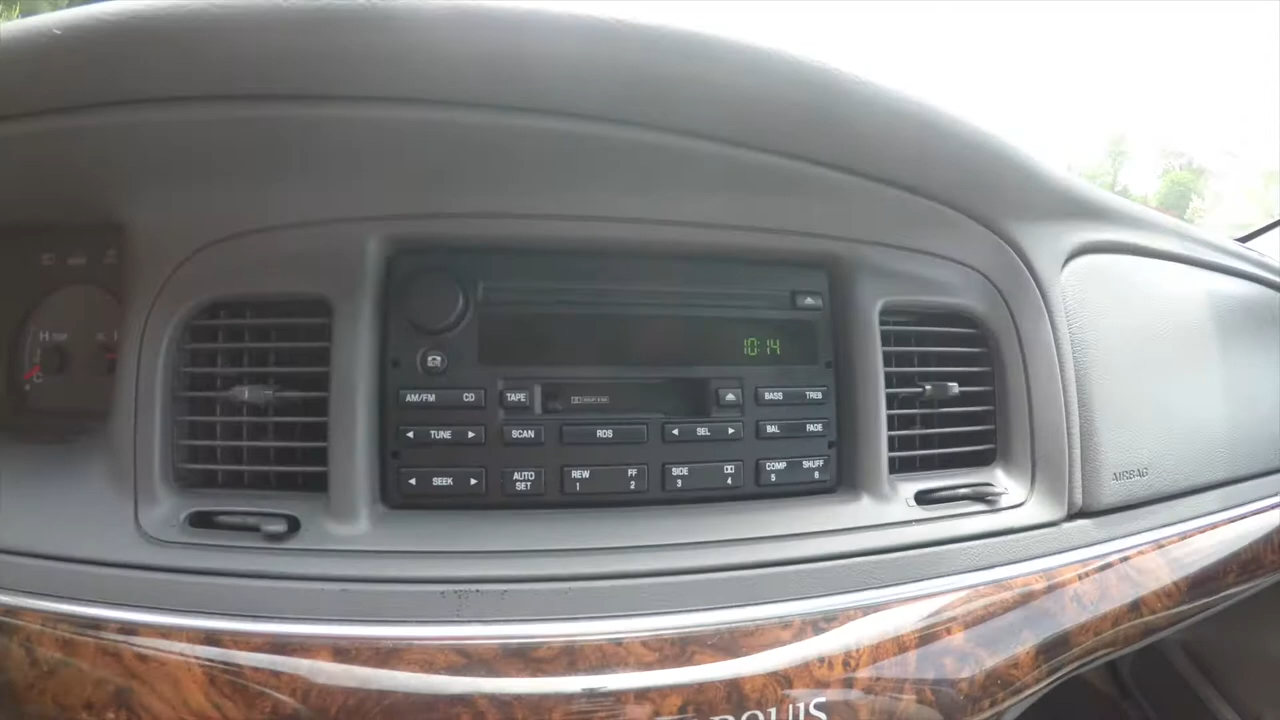 10:14
H
C
MUTE
AM/FM CD
TAPE
BASS TREB
◄ TUNE ►
SCAN
RDS
◄ SEL ►
BAL FADE
◄ SEEK ►
AUTO SET
REW FF
1 2
SIDE
3 4
COMP SHUFF
5 6
AIRBAG